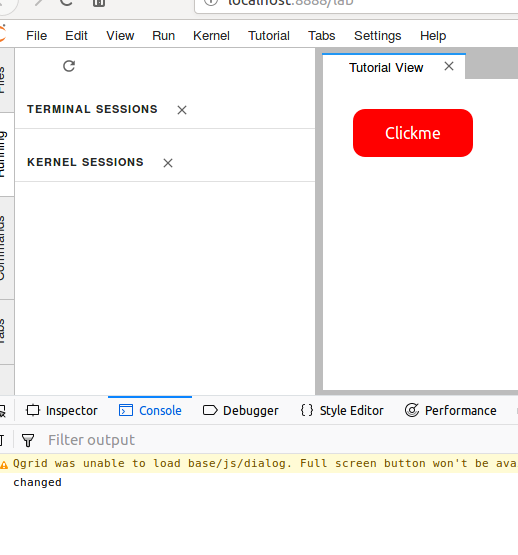 localhost:8888/lab
File Edit View Run Kernel Tutorial Tabs Settings Help
Files
Running
Commands
Tabs
TERMINAL SESSIONS
KERNEL SESSIONS
Tutorial View
Clickme
Inspector Console Debugger Style Editor Performance
Filter output
Qgrid was unable to load base/js/dialog. Full screen button won't be ava
changed